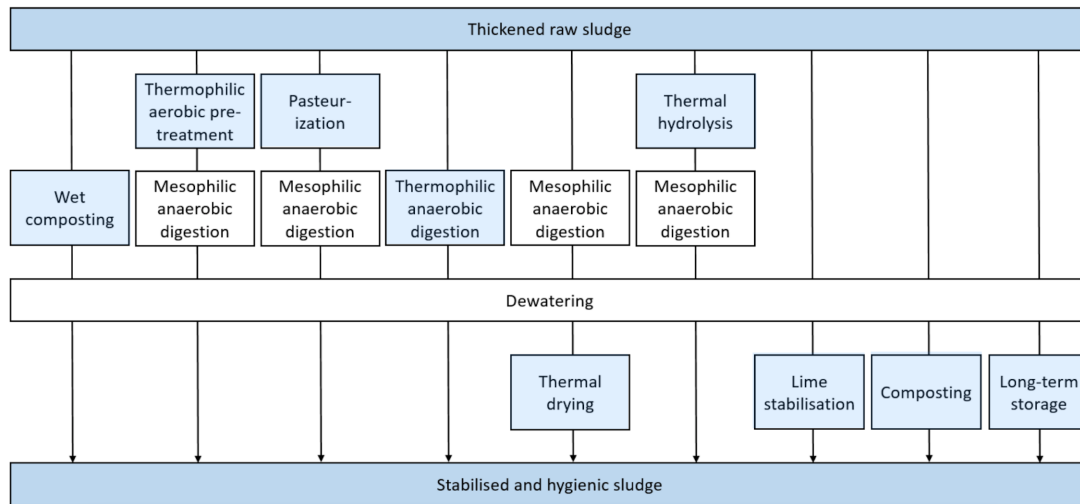 Thickened raw sludge
Thermophilic
aerobic pre-
treatment
Pasteur-
ization
Thermal
hydrolysis
Wet
composting
Mesophilic
anaerobic
digestion
Mesophilic
anaerobic
digestion
Thermophilic
anaerobic
digestion
Mesophilic
anaerobic
digestion
Mesophilic
anaerobic
digestion
Dewatering
Thermal
drying
Lime
stabilisation
Composting
Long-term
storage
Stabilised and hygienic sludge